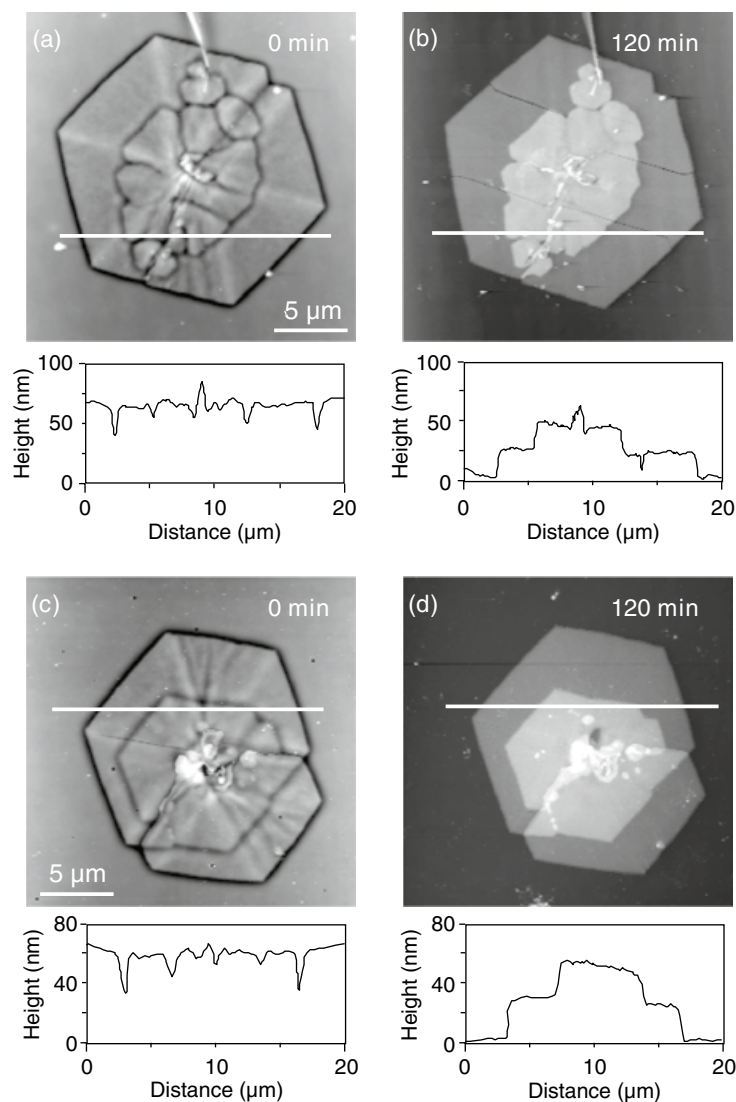 (a)
0 min
5 µm
(b)
120 min
Height (nm)
100
50
0
0
10
20
Distance (µm)
Height (nm)
100
50
0
0
10
20
Distance (µm)
(c)
0 min
5 µm
(d)
120 min
Height (nm)
80
40
0
0
10
20
Distance (µm)
Height (nm)
80
40
0
0
10
20
Distance (µm)